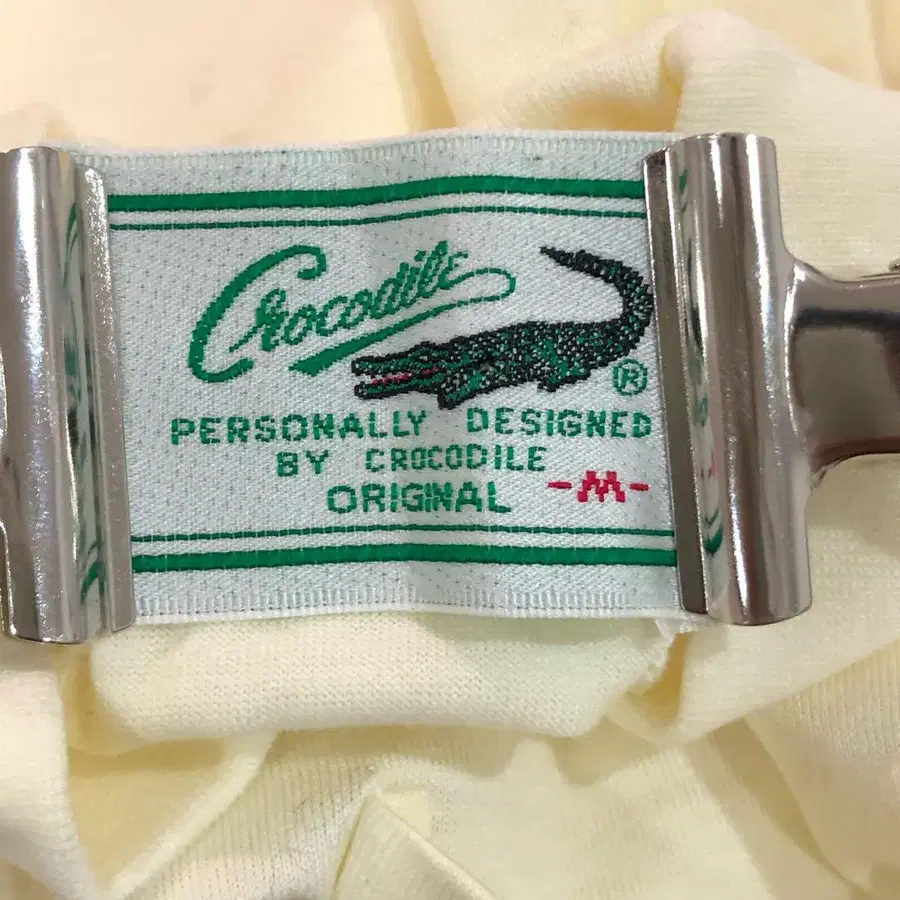 Crocodile
®
PERSONALLY DESIGNED
BY CROCODILE
ORIGINAL -M-